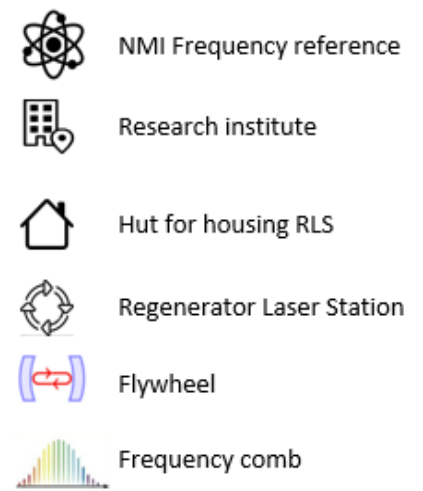 NMI Frequency reference
Research institute
Hut for housing RLS
Regenerator Laser Station
Flywheel
Frequency comb